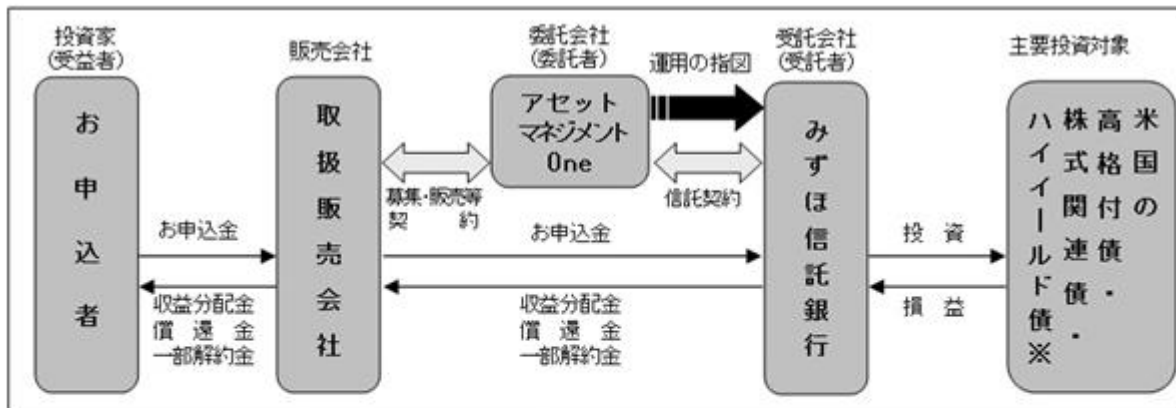 投資家
(受益者)
お申込者
お申込金
収益分配金
償還金
一部解約金
販売会社
取扱販売会社
募集・販売等
契約
委託会社
(委託者)
アセット
マネジメント
One
運用の指図
信託契約
お申込金
収益分配金
償還金
一部解約金
受託会社
(受託者)
みずほ信託銀行
投資
損益
主要投資対象
米国の
高格付債・
株式関連債・
ハイイールド債※